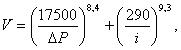 V = (17500/ΔP)^{8,4} + (290/i)^{9,3},